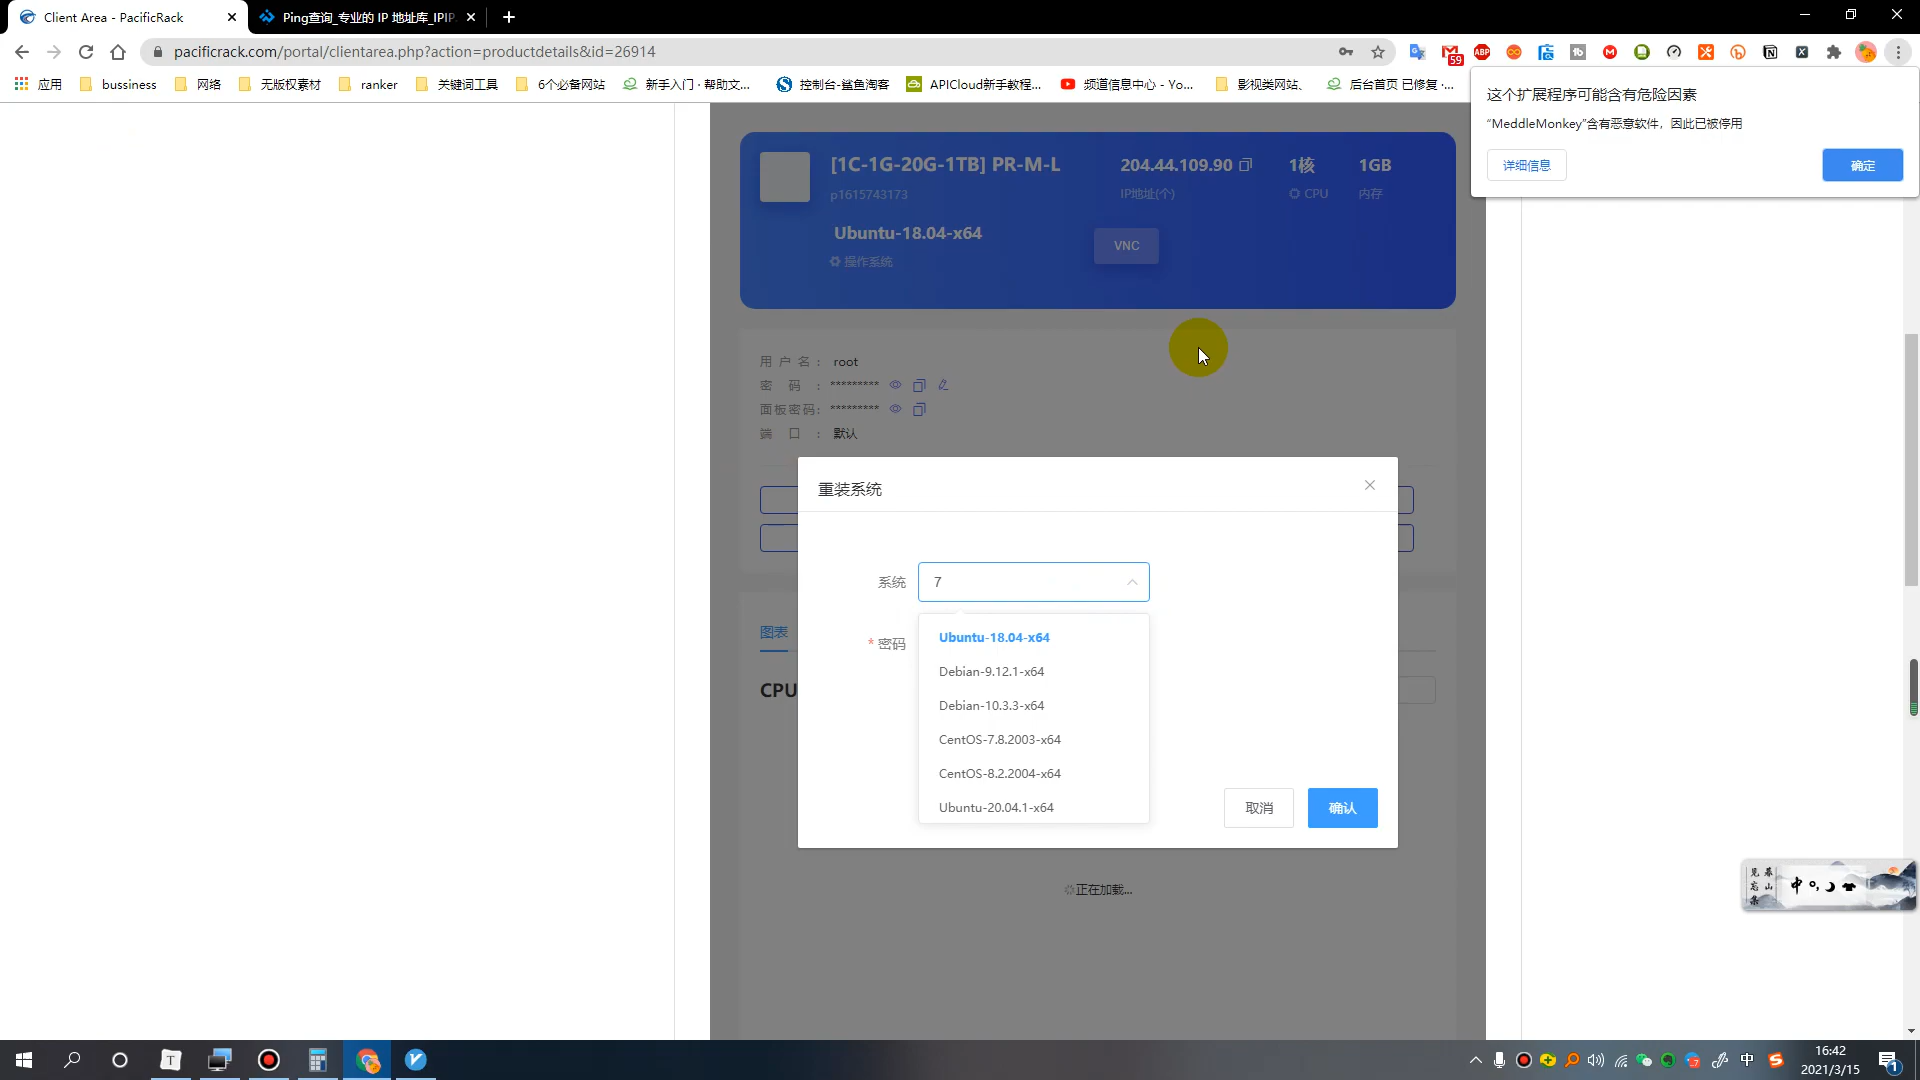 Client Area - PacificRack
Ping查询_专业的 IP 地址库_IPIP.
pacificrack.com/portal/clientarea.php?action=productdetails&id=26914
59
ABP
应用
bussiness
网络
无版权素材
ranker
关键词工具
6个必备网站
新手入门 · 帮助文...
控制台-鲨鱼淘客
APICloud新手教程...
频道信息中心 - Yo...
影视类网站、
后台首页 已修复 ·...
这个扩展程序可能含有危险因素
“MeddleMonkey”含有恶意软件，因此已被停用
详细信息
确定
[1C-1G-20G-1TB] PR-M-L
204.44.109.90
1核
1GB
p1615743173
IP地址(个)
CPU
内存
Ubuntu-18.04-x64
VNC
操作系统
用 户 名 : root
密 码 : *********
面板密码: *********
端 口 : 默认
重装系统
系统
7
图表
* 密码
CPU
Ubuntu-18.04-x64
Debian-9.12.1-x64
Debian-10.3.3-x64
CentOS-7.8.2003-x64
CentOS-8.2.2004-x64
Ubuntu-20.04.1-x64
取消
确认
正在加载...
中
中
16:42
2021/3/15
1